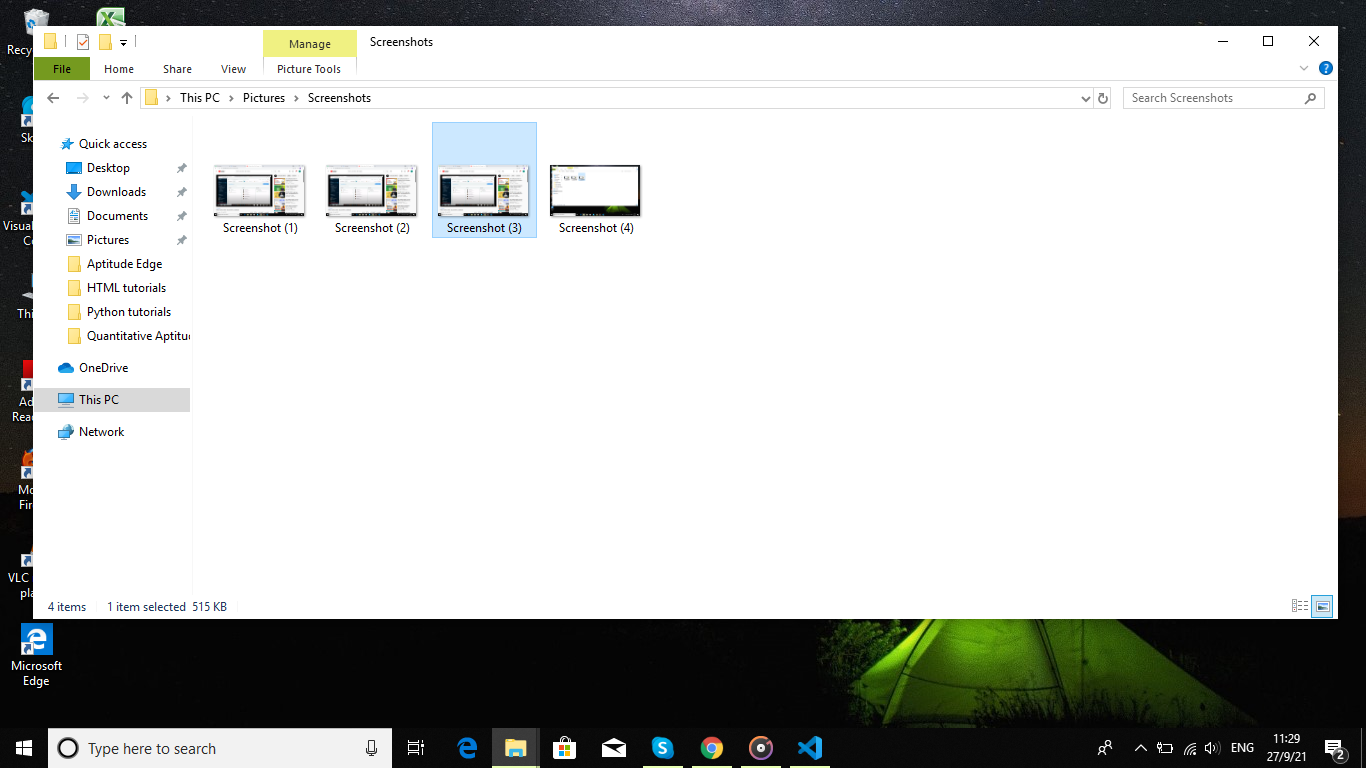 Recy
Manage
Screenshots
File
Home
Share
View
Picture Tools
This PC
Pictures
Screenshots
Search Screenshots
Quick access
Desktop
Downloads
Documents
Pictures
Aptitude Edge
HTML tutorials
Python tutorials
Quantitative Aptitu
OneDrive
This PC
Network
Screenshot (1)
Screenshot (2)
Screenshot (3)
Screenshot (4)
4 items
1 item selected 515 KB
Sk
Visual
Co
Thi
Ad
Rea
Mo
Fir
VLC
pla
Microsoft
Edge
Type here to search
ENG
11:29
27/9/21
2